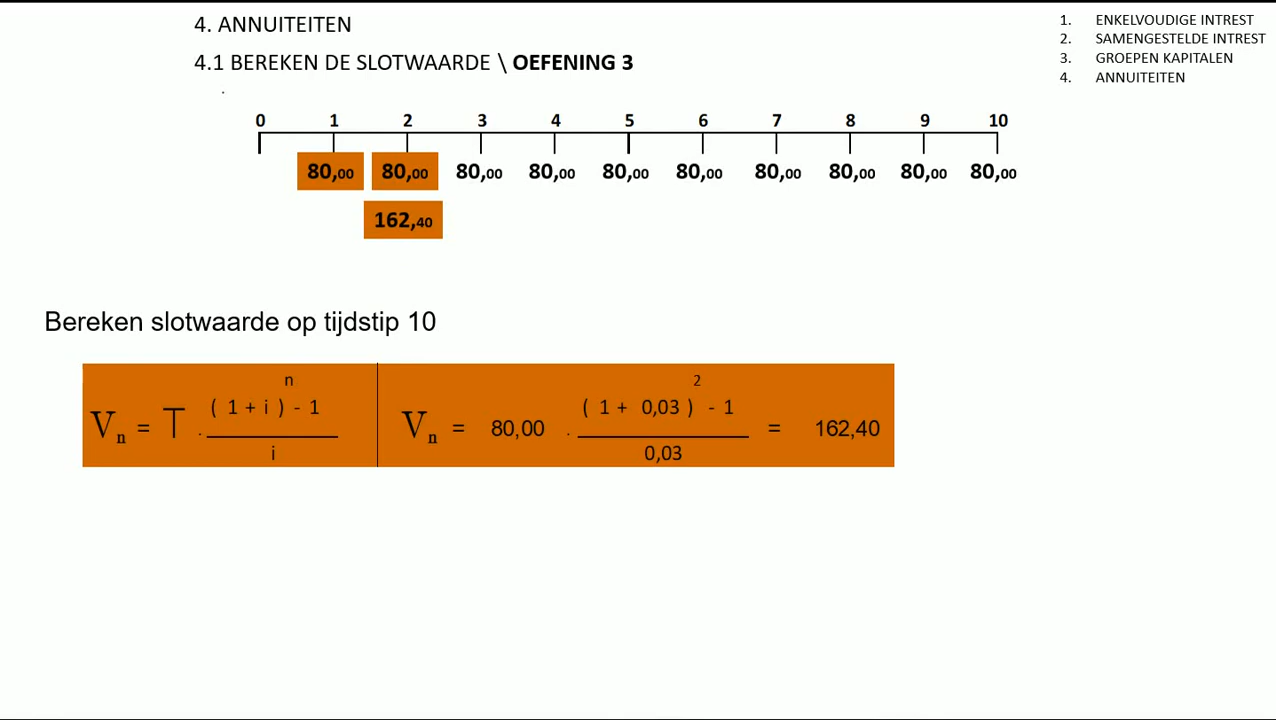 4. ANNUITEITEN
4.1 BEREKEN DE SLOTWAARDE \ OEFENING 3
1. ENKELVOUDIGE INTREST
2. SAMENGESTELDE INTREST
3. GROEPEN KAPITALEN
4. ANNUITEITEN
0 1 2 3 4 5 6 7 8 9 10
80,00 80,00 80,00 80,00 80,00 80,00 80,00 80,00 80,00 80,00
162,40
Bereken slotwaarde op tijdstip 10
Vn = T . ( 1 + i )^n - 1 / i
Vn = 80,00 . ( 1 + 0,03 )^2 - 1 / 0,03 = 162,40